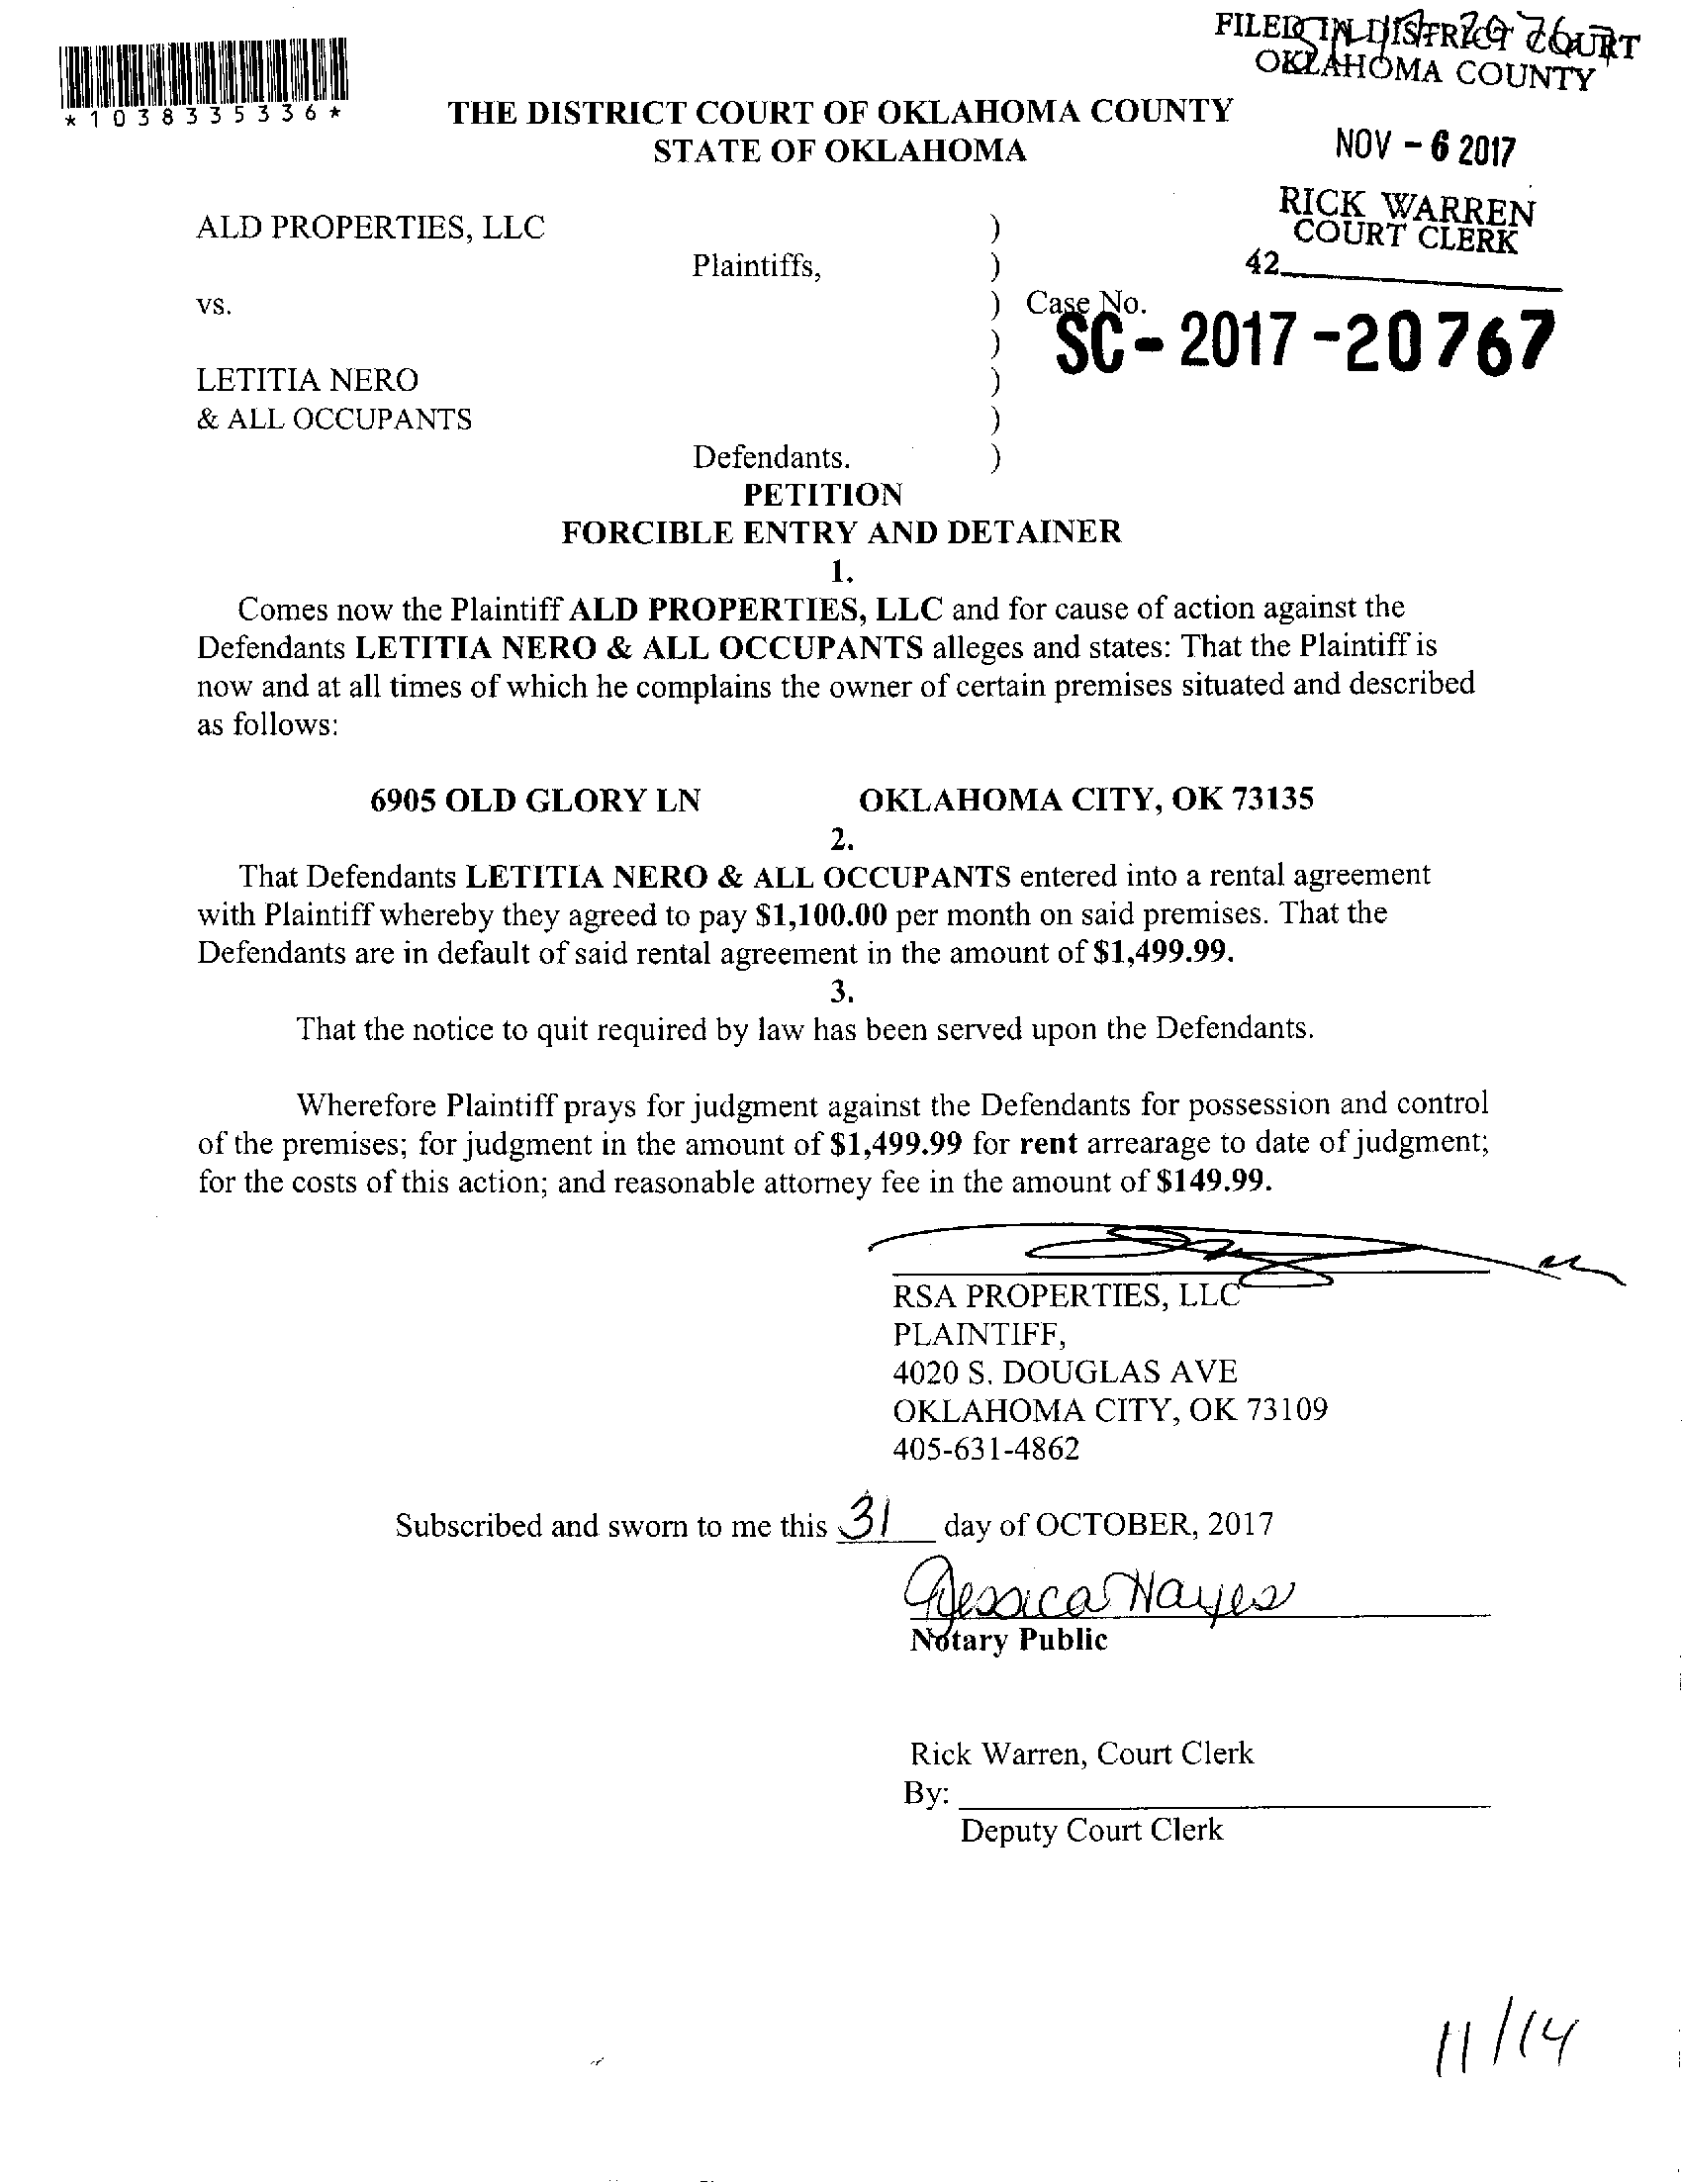 FILED IN DISTRICT COURT
OKLAHOMA COUNTY
*1038335336*
THE DISTRICT COURT OF OKLAHOMA COUNTY
STATE OF OKLAHOMA
NOV - 6 2017
RICK WARREN
COURT CLERK
42
ALD PROPERTIES, LLC )
Plaintiffs, )
vs. ) Case No.
) SC - 2017 - 20767
LETITIA NERO )
& ALL OCCUPANTS )
Defendants. )
PETITION
FORCIBLE ENTRY AND DETAINER
1.
Comes now the Plaintiff ALD PROPERTIES, LLC and for cause of action against the
Defendants LETITIA NERO & ALL OCCUPANTS alleges and states: That the Plaintiff is
now and at all times of which he complains the owner of certain premises situated and described
as follows:
6905 OLD GLORY LN OKLAHOMA CITY, OK 73135
2.
That Defendants LETITIA NERO & ALL OCCUPANTS entered into a rental agreement
with Plaintiff whereby they agreed to pay $1,100.00 per month on said premises. That the
Defendants are in default of said rental agreement in the amount of $1,499.99.
3.
That the notice to quit required by law has been served upon the Defendants.
Wherefore Plaintiff prays for judgment against the Defendants for possession and control
of the premises; for judgment in the amount of $1,499.99 for rent arrearage to date of judgment;
for the costs of this action; and reasonable attorney fee in the amount of $149.99.
RSA PROPERTIES, LLC
PLAINTIFF,
4020 S. DOUGLAS AVE
OKLAHOMA CITY, OK 73109
405-631-4862
Subscribed and sworn to me this 31 day of OCTOBER, 2017
Jessica Hayes
Notary Public
Rick Warren, Court Clerk
By:
Deputy Court Clerk
11/14